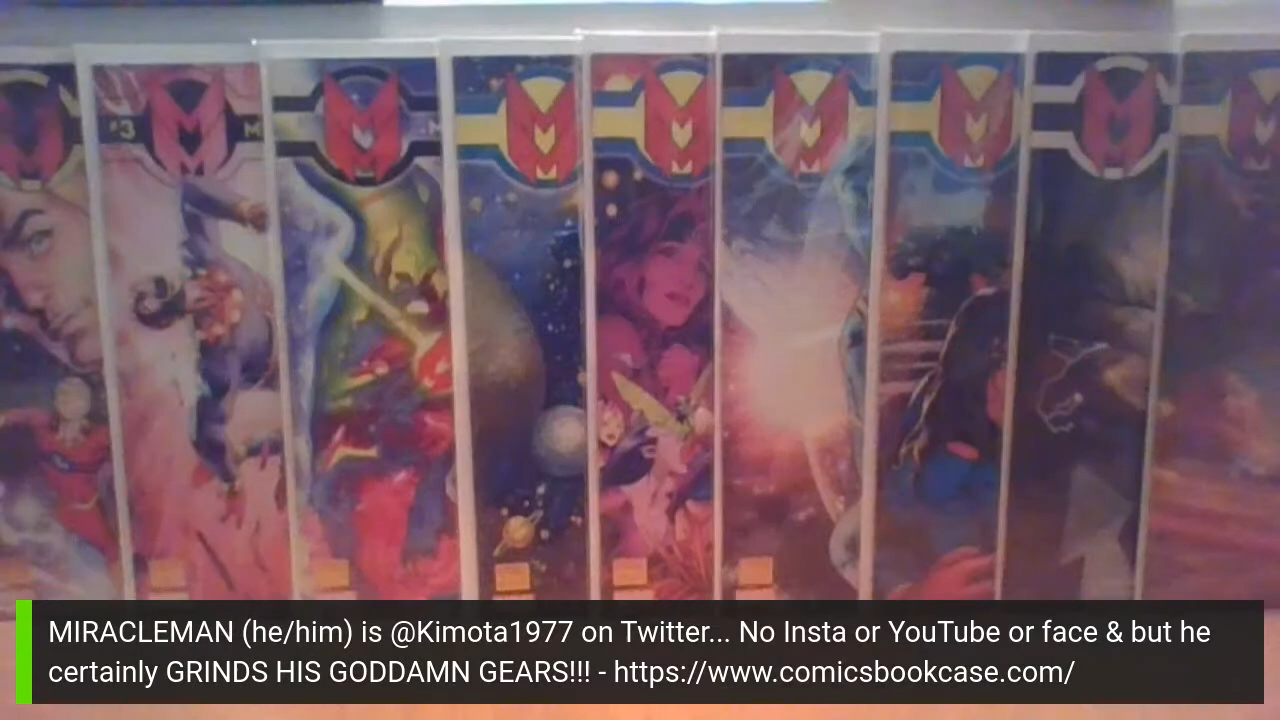 #3
MIRACLEMAN (he/him) is @Kimota1977 on Twitter... No Insta or YouTube or face & but he
certainly GRINDS HIS GODDAMN GEARS!!! - https://www.comicsbookcase.com/